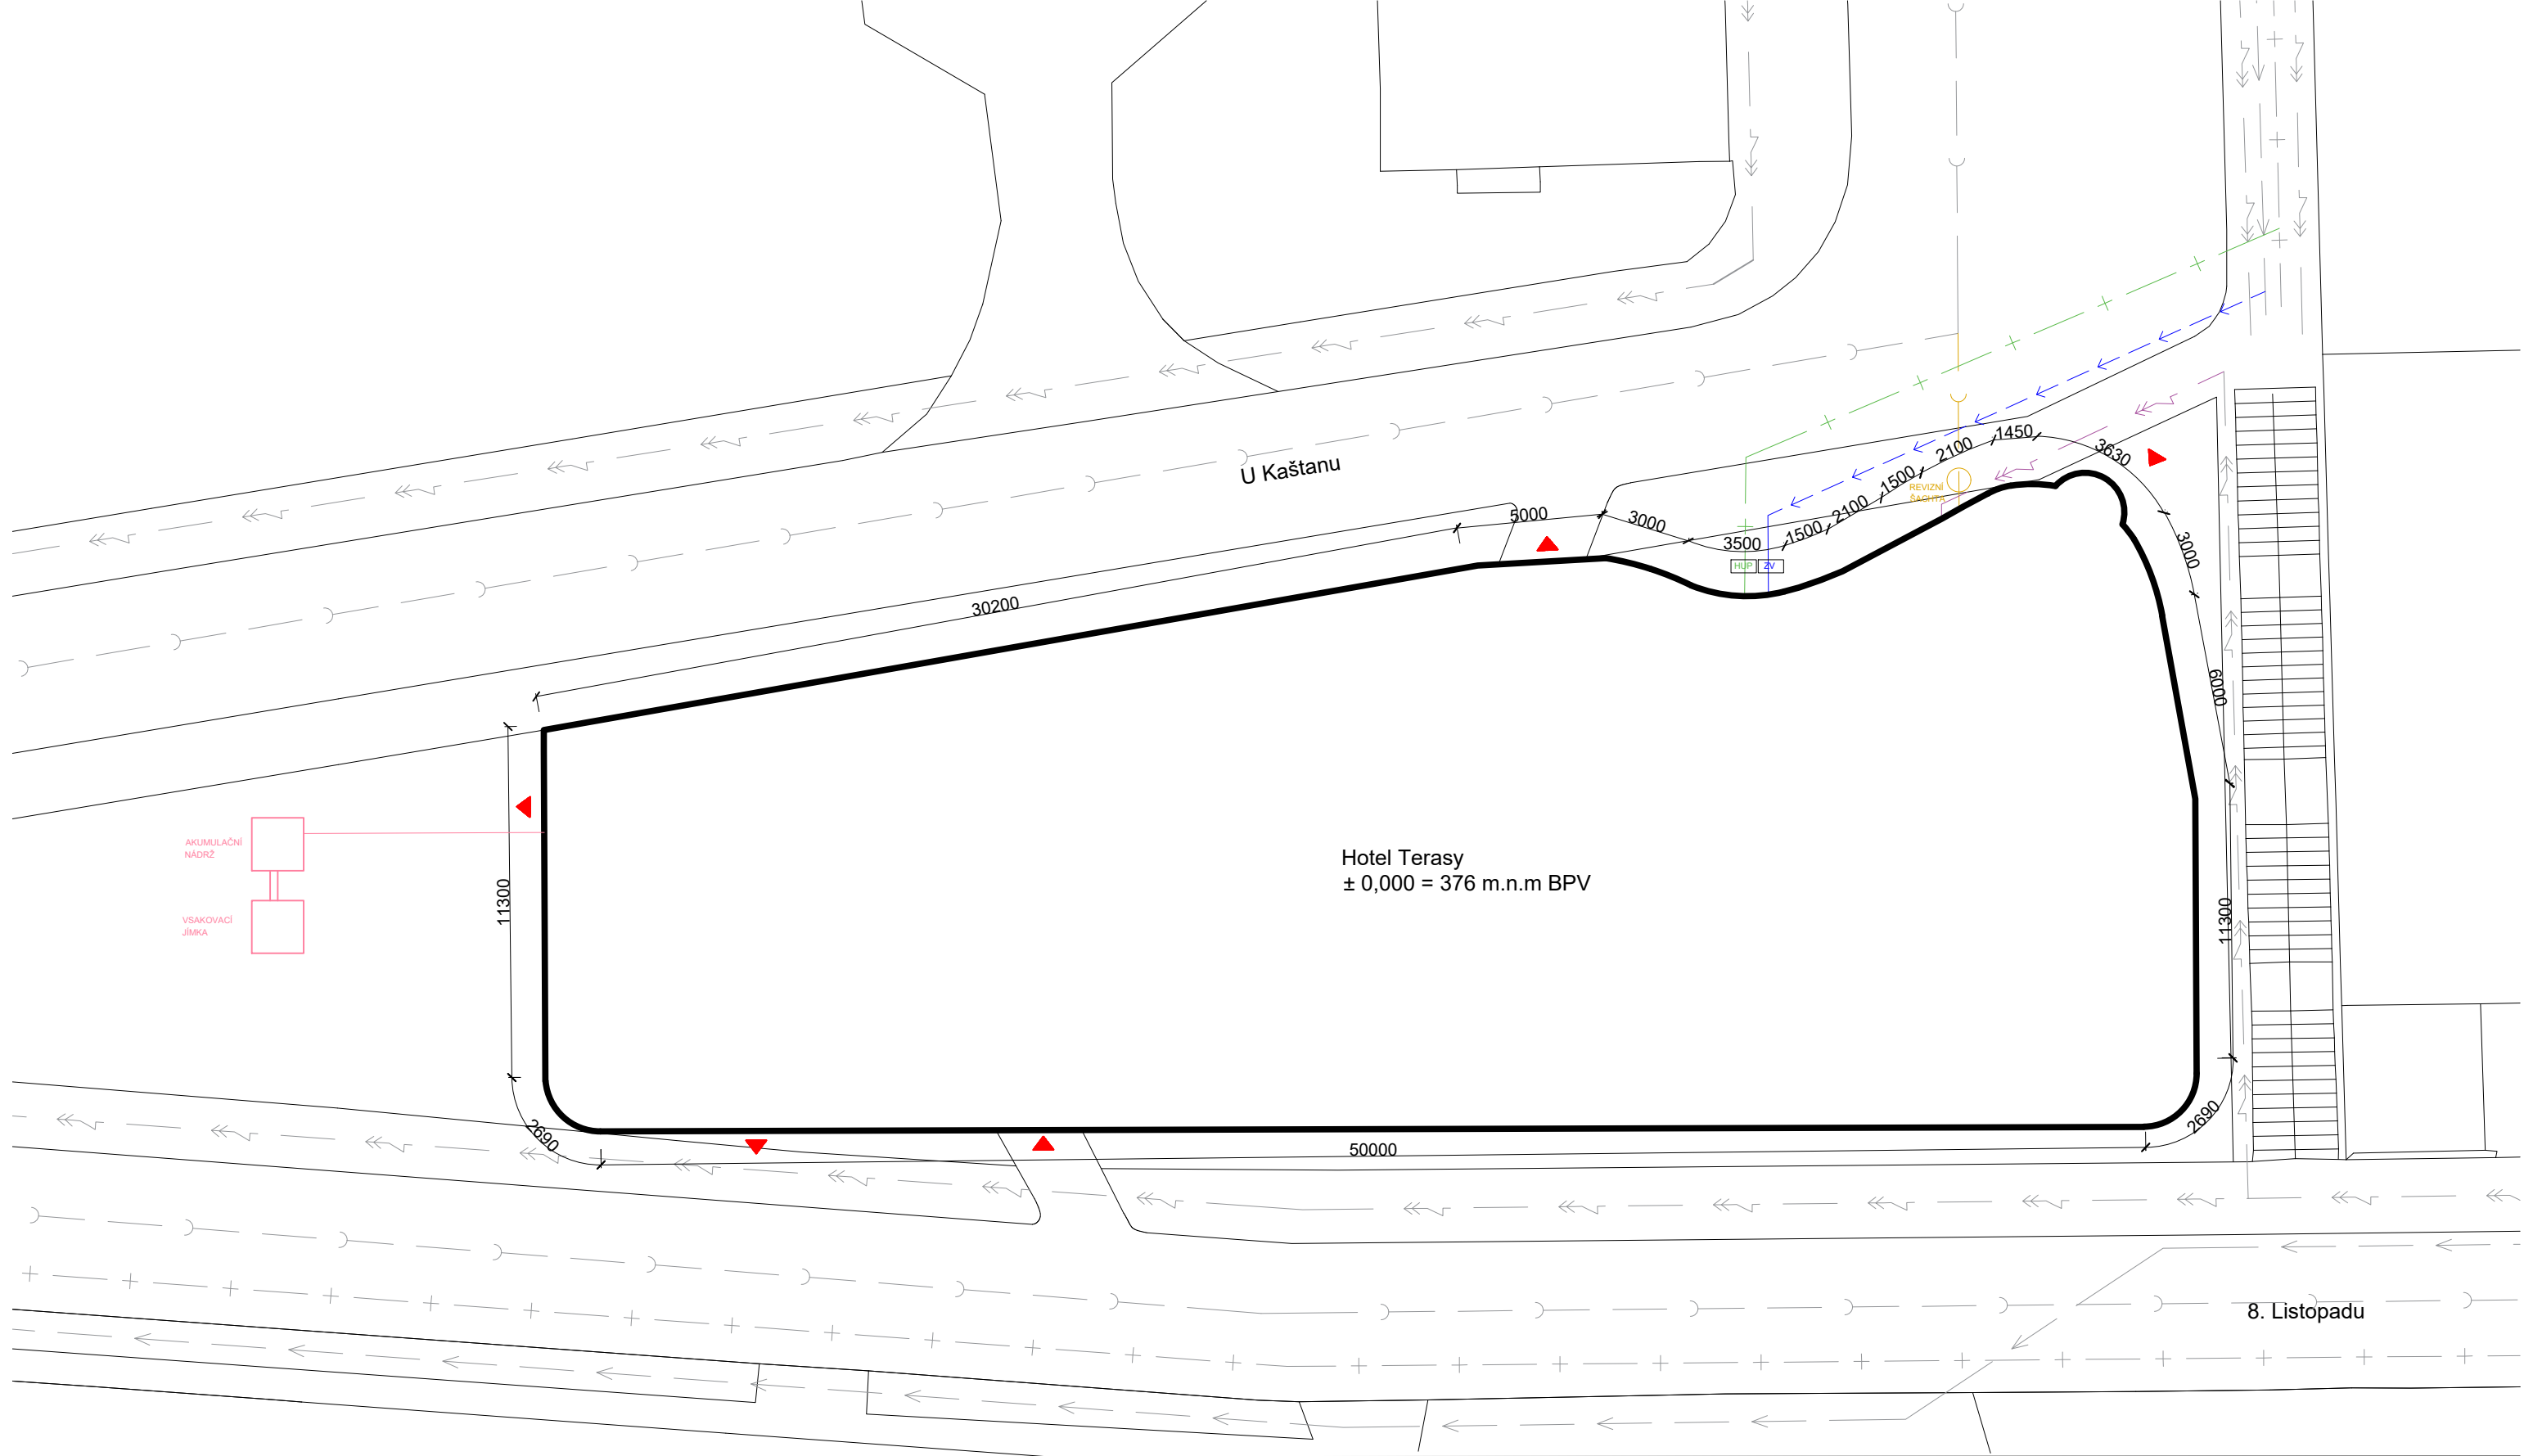 U Kaštanu
1450
2100
3630
1500
REVIZNÍ
ŠACHTA
2100
5000
3000
1500
3500
3000
HUP
ZV
30200
6000
AKUMULAČNÍ
NÁDRŽ
Hotel Terasy
± 0,000 = 376 m.n.m BPV
11300
11300
VSAKOVACÍ
JÍMKA
2690
2690
50000
8. Listopadu